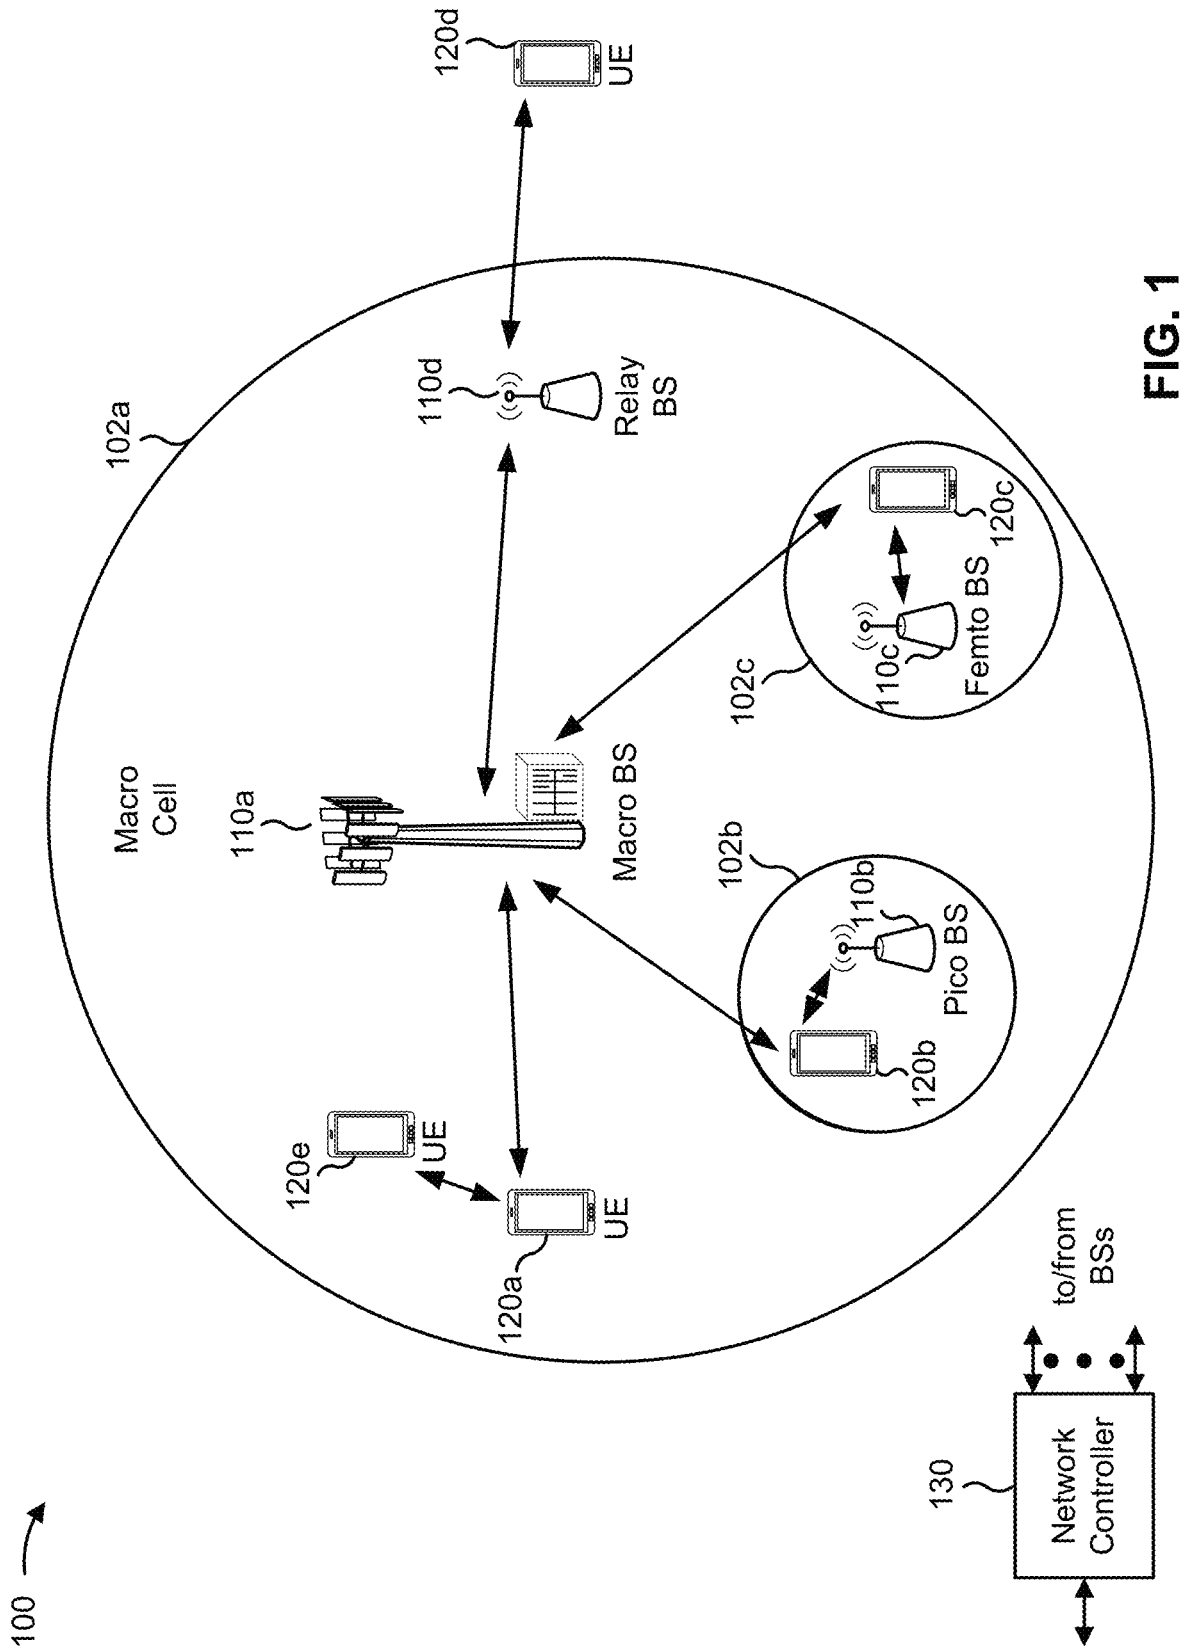 100
102a
Macro
Cell
110a
Macro BS
120d
UE
110d
Relay
BS
120e
UE
120a
UE
102b
110b
Pico BS
120b
102c
110c
Femto BS
120c
130
Network
Controller
to/from
BSs
FIG. 1